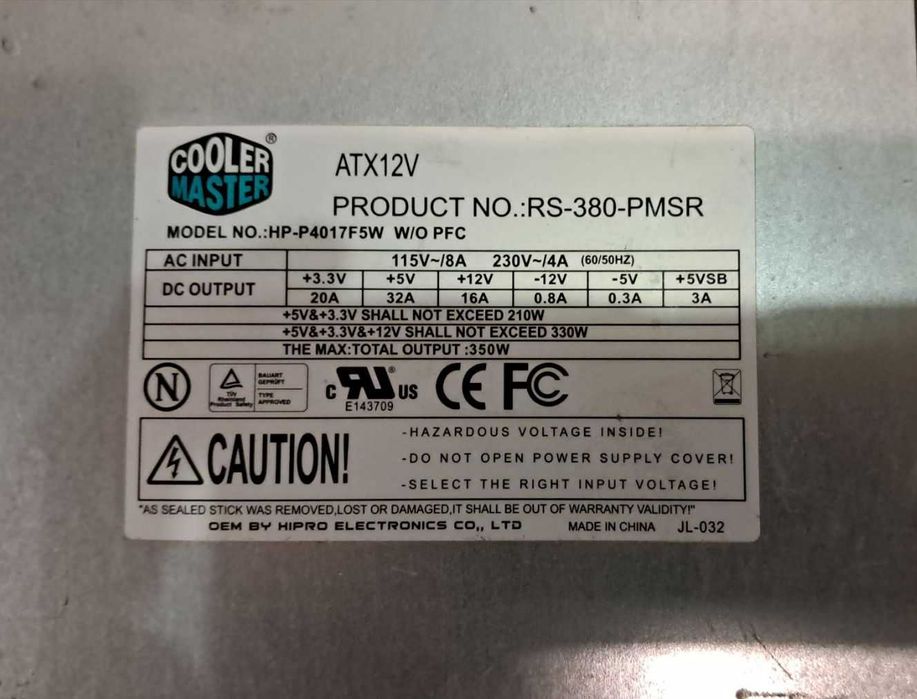 COOLER MASTER ®
ATX12V
PRODUCT NO.:RS-380-PMSR
MODEL NO.:HP-P4017F5W W/O PFC
AC INPUT 115V~/8A 230V~/4A (60/50HZ)
DC OUTPUT +3.3V +5V +12V -12V -5V +5VSB
20A 32A 16A 0.8A 0.3A 3A
+5V&+3.3V SHALL NOT EXCEED 210W
+5V&+3.3V&+12V SHALL NOT EXCEED 330W
THE MAX:TOTAL OUTPUT :350W
N
TÜV Rheinland Product Safety
BAUART GEPRÜFT
TYPE APPROVED
C RU ® US
E143709
CE FC
CAUTION!
-HAZARDOUS VOLTAGE INSIDE!
-DO NOT OPEN POWER SUPPLY COVER!
-SELECT THE RIGHT INPUT VOLTAGE!
"AS SEALED STICK WAS REMOVED,LOST OR DAMAGED,IT SHALL BE OUT OF WARRANTY VALIDITY!"
OEM BY HIPRO ELECTRONICS CO,, LTD MADE IN CHINA JL-032